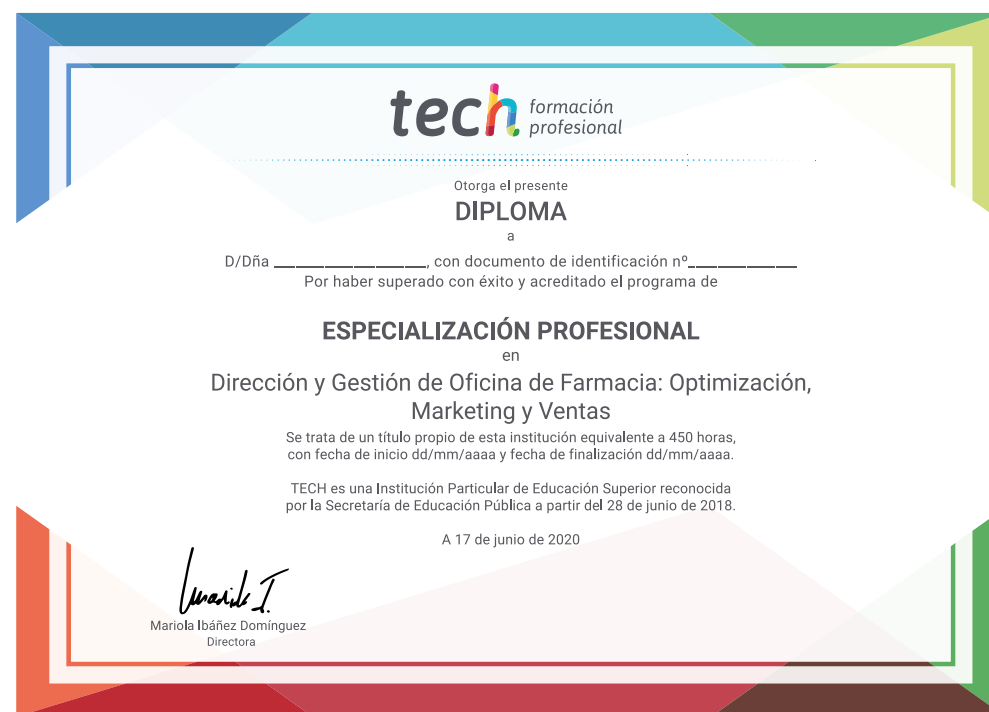 tech formación
profesional
Otorga el presente
DIPLOMA
a
D/Dña ______________, con documento de identificación nº__________
Por haber superado con éxito y acreditado el programa de
ESPECIALIZACIÓN PROFESIONAL
en
Dirección y Gestión de Oficina de Farmacia: Optimización,
Marketing y Ventas
Se trata de un título propio de esta institución equivalente a 450 horas,
con fecha de inicio dd/mm/aaaa y fecha de finalización dd/mm/aaaa.
TECH es una Institución Particular de Educación Superior reconocida
por la Secretaría de Educación Pública a partir del 28 de junio de 2018.
A 17 de junio de 2020
Mariola Ibáñez Domínguez
Directora